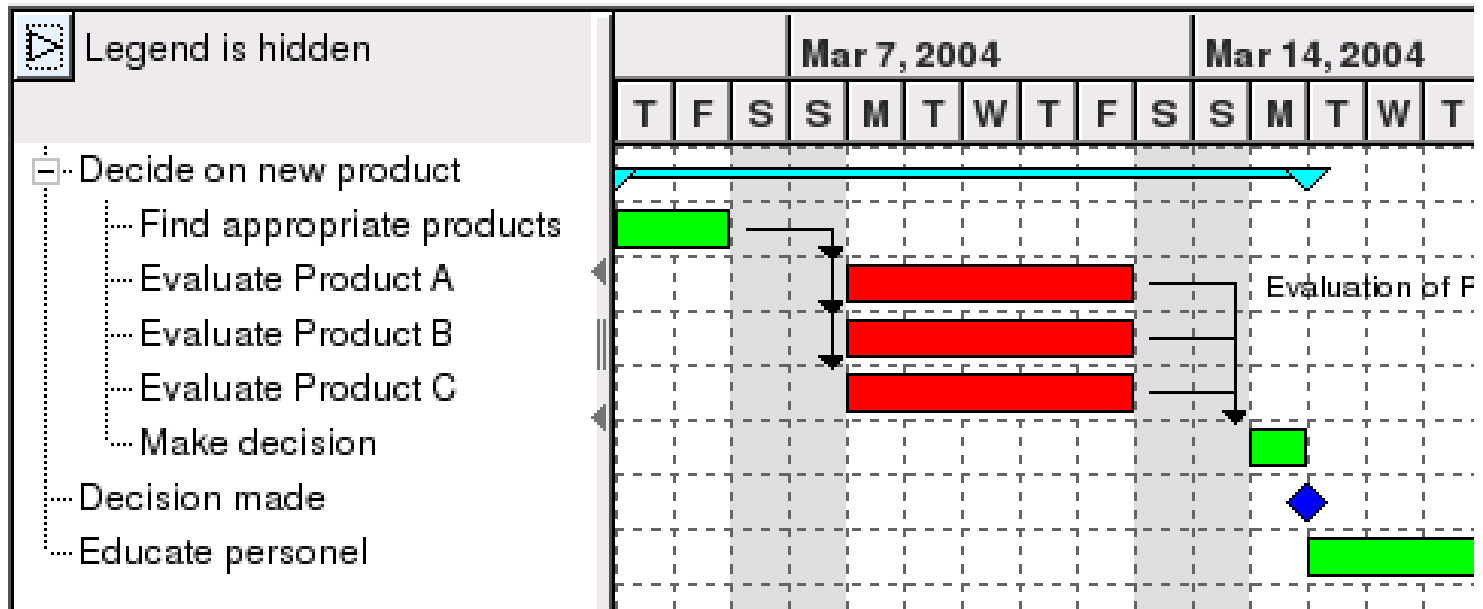 Legend is hidden
Mar 7, 2004 Mar 14, 2004
T F S S M T W T F S S M T W T
Decide on new product
Find appropriate products
Evaluate Product A
Evaluation of P
Evaluate Product B
Evaluate Product C
Make decision
Decision made
Educate personel